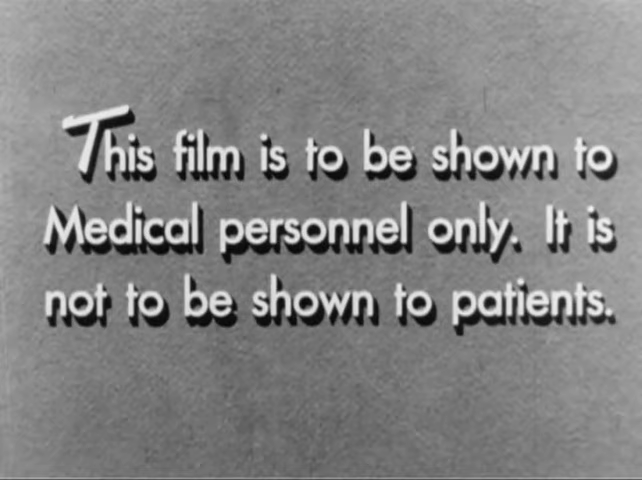 This film is to be shown to
Medical personnel only. It is
not to be shown to patients.